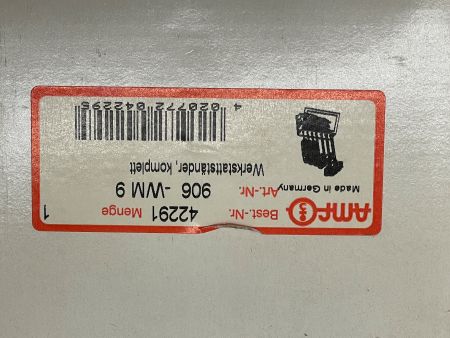 AMF
Made in Germany
Best.-Nr. 42291 Menge 1
Art.-Nr. 906 -WM 9
Werkstattständer, komplett
4 020772 042295